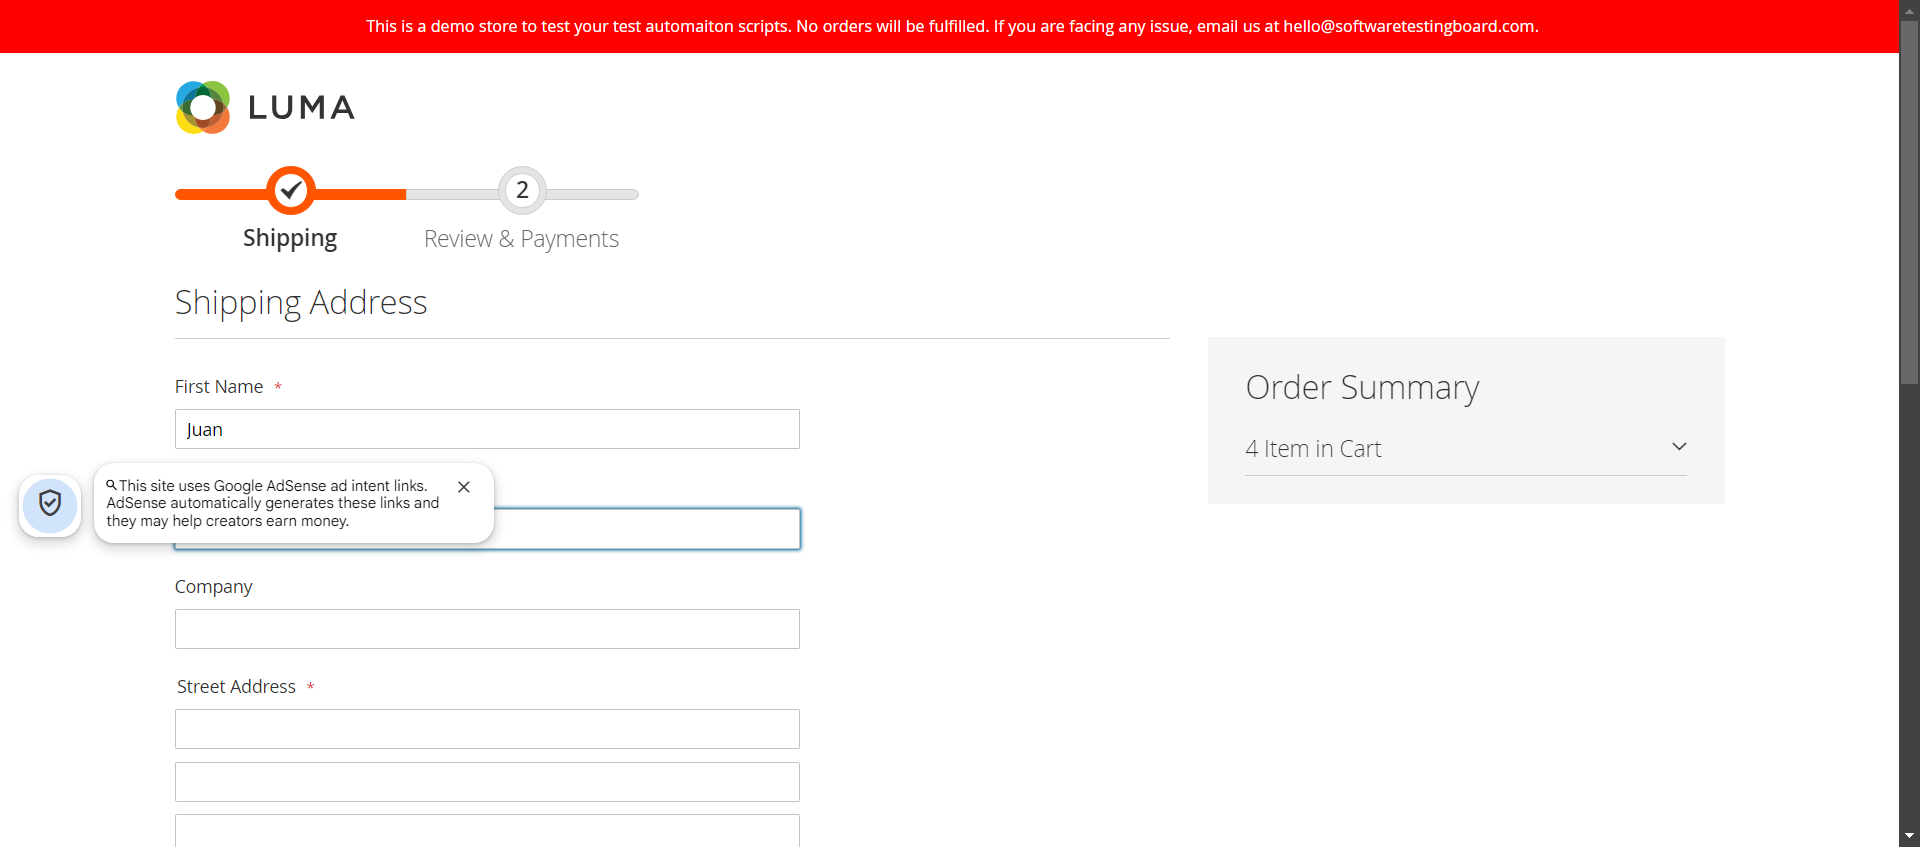 This is a demo store to test your test automaiton scripts. No orders will be fulfilled. If you are facing any issue, email us at hello@softwaretestingboard.com.
LUMA
2
Shipping
Review & Payments
Shipping Address
First Name *
Juan
This site uses Google AdSense ad intent links.
AdSense automatically generates these links and
they may help creators earn money.
Company
Street Address *
Order Summary
4 Item in Cart